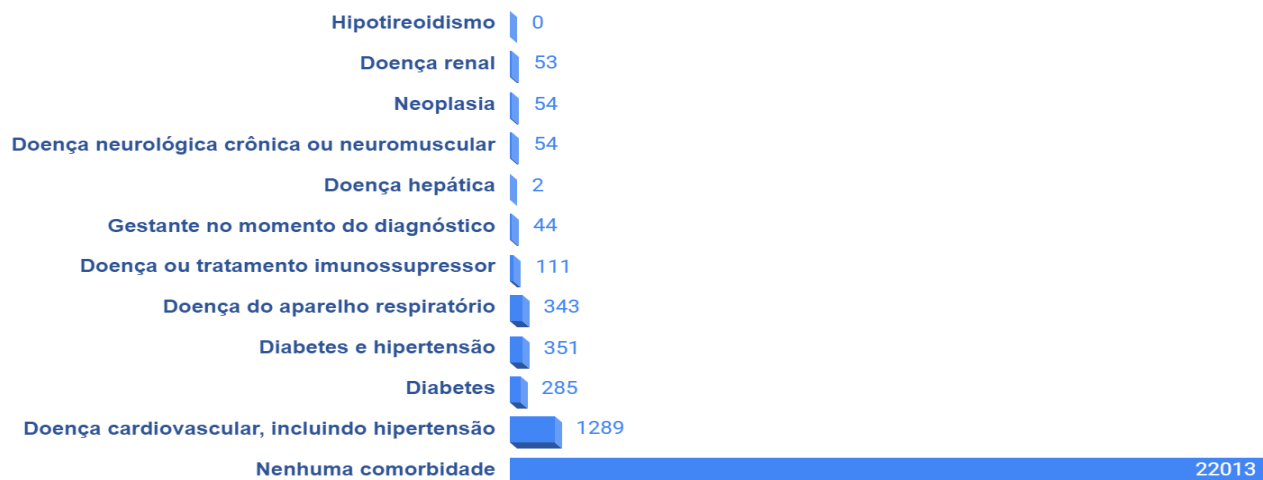 Hipotireoidismo 0
Doença renal 53
Neoplasia 54
Doença neurológica crônica ou neuromuscular 54
Doença hepática 2
Gestante no momento do diagnóstico 44
Doença ou tratamento imunossupressor 111
Doença do aparelho respiratório 343
Diabetes e hipertensão 351
Diabetes 285
Doença cardiovascular, incluindo hipertensão 1289
Nenhuma comorbidade 22013